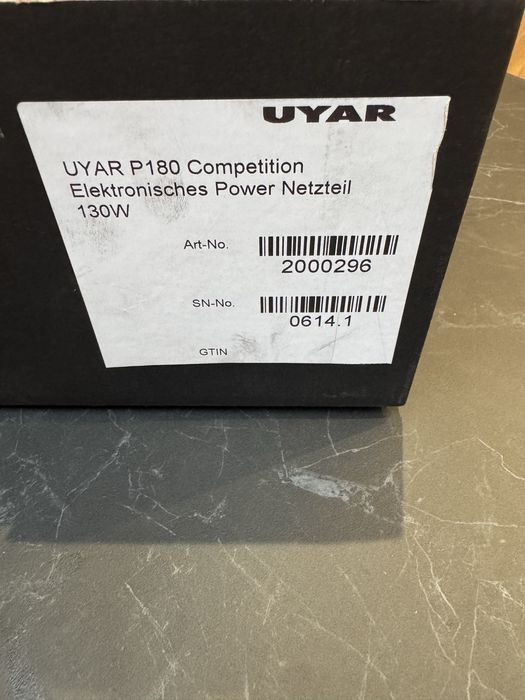 UYAR
UYAR P180 Competition
Elektronisches Power Netzteil
130W
Art-No.
2000296
SN-No.
0614.1
GTIN